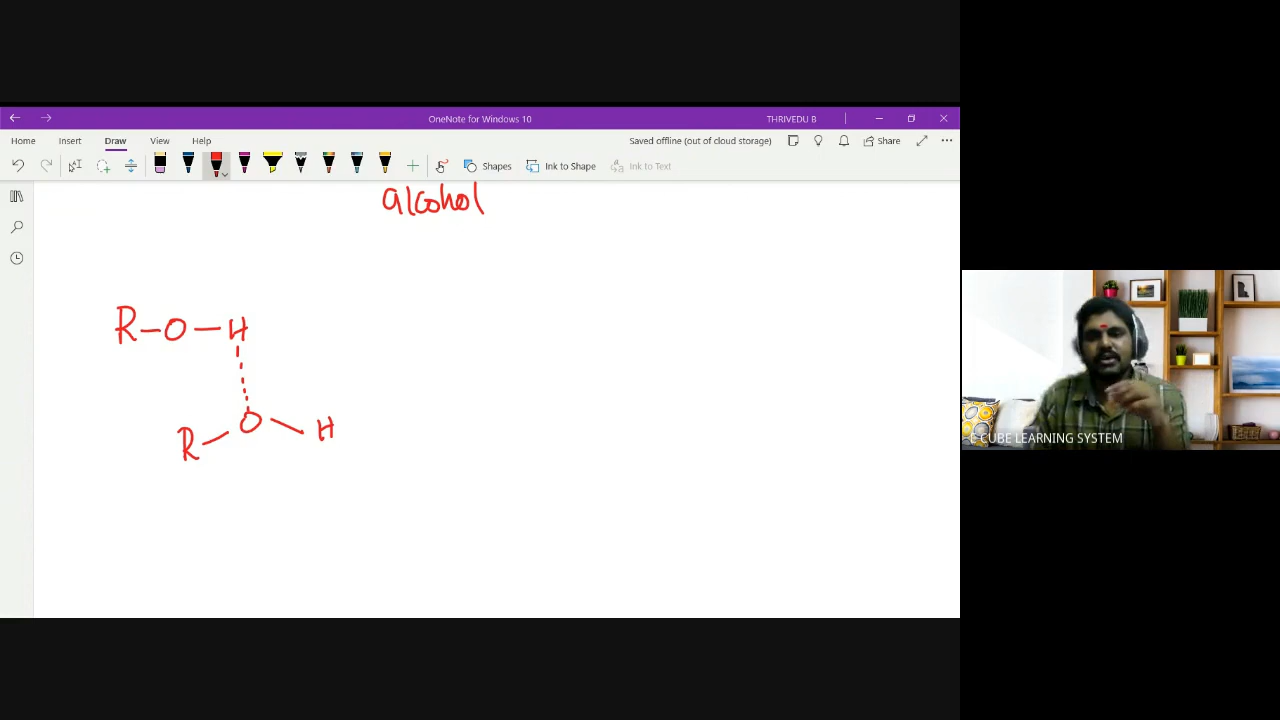 OneNote for Windows 10
THRIVEDU B
Home Insert Draw View Help
Saved offline (out of cloud storage)
Share
Shapes
Ink to Shape
Ink to Text
alcohol
R-O-H
R-O-H
E CUBE LEARNING SYSTEM